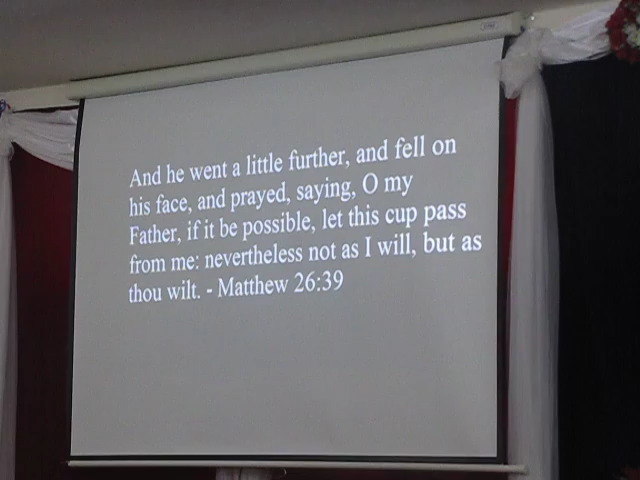 And he went a little further, and fell on
his face, and prayed, saying, O my
Father, if it be possible, let this cup pass
from me: nevertheless not as I will, but as
thou wilt. - Matthew 26:39